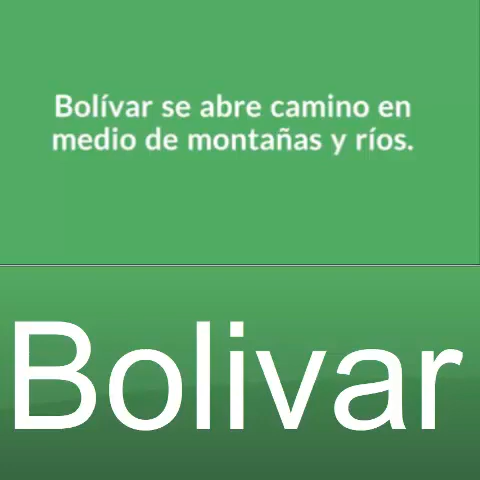 Bolívar se abre camino en
medio de montañas y ríos.
Bolivar